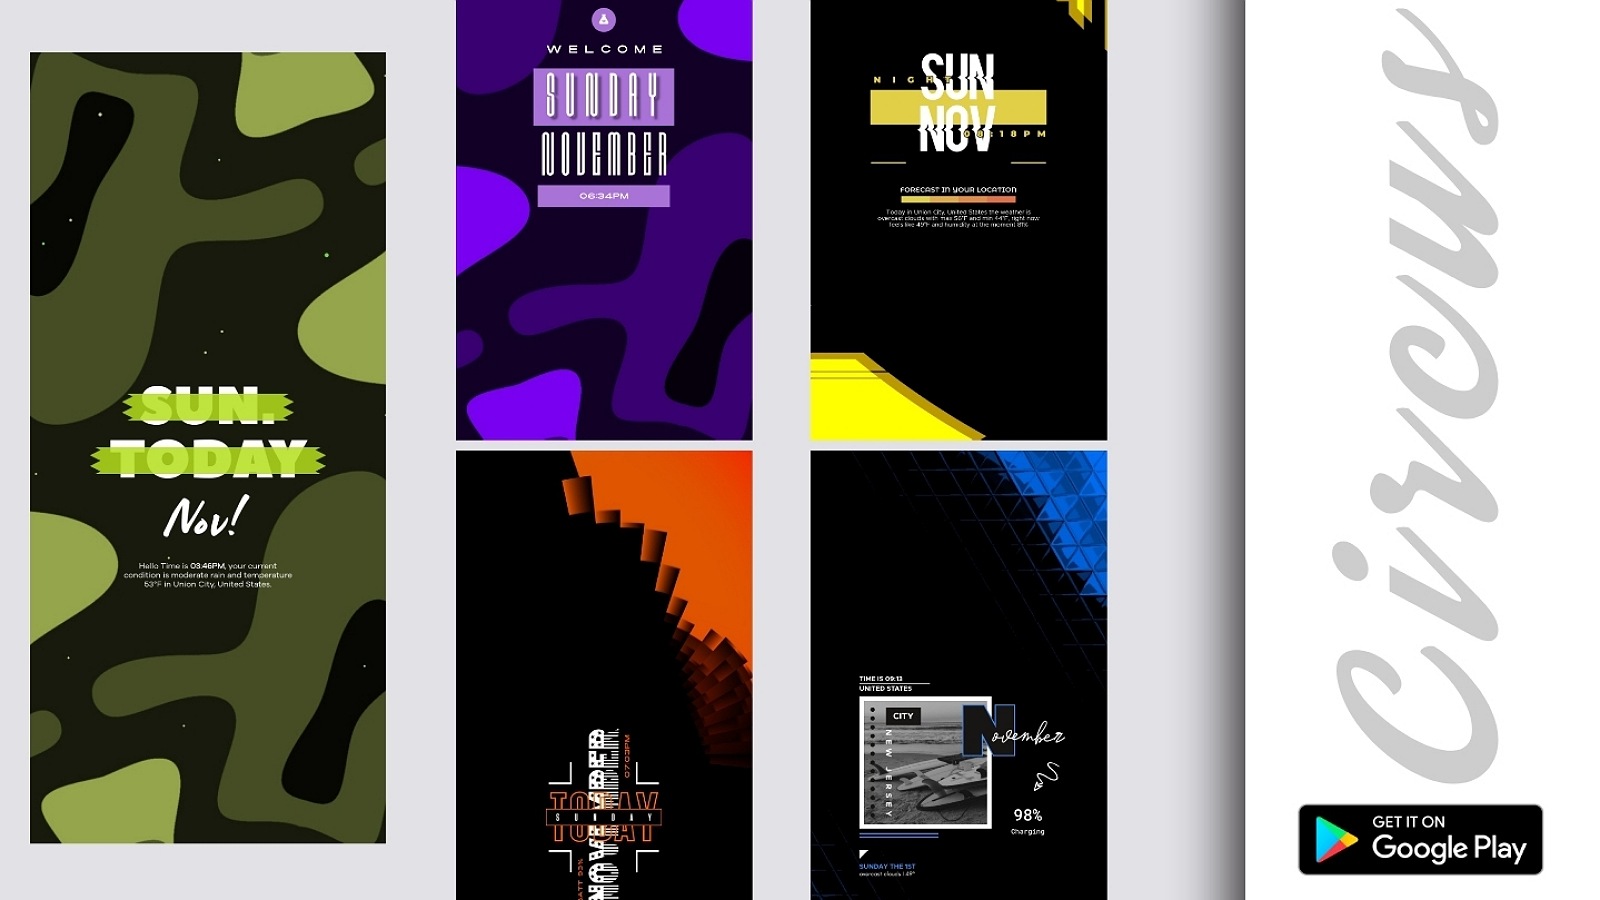 SUN.
TODAY
Nov!
Hello Time is 03:46PM, your current
condition is moderate rain and temperature
53°F in Union City, United States.
WELCOME
SUNDAY
NOVEMBER
06:34PM
NIGHT
SUN
NOV
08:18PM
FORECAST IN YOUR LOCATION
Today in Union City, United States the weather is
overcast clouds with max 56°F and min 44°F, right now
feels like 49°F and humidity at the moment 81%
TODAY
SUNDAY
NOVEMBER
07:03PM
BATT 93%
TIME IS 09:13
UNITED STATES
CITY
NEW JERSEY
November
98%
Charging
SUNDAY THE 1ST
overcast clouds | 49°
Circus
GET IT ON
Google Play